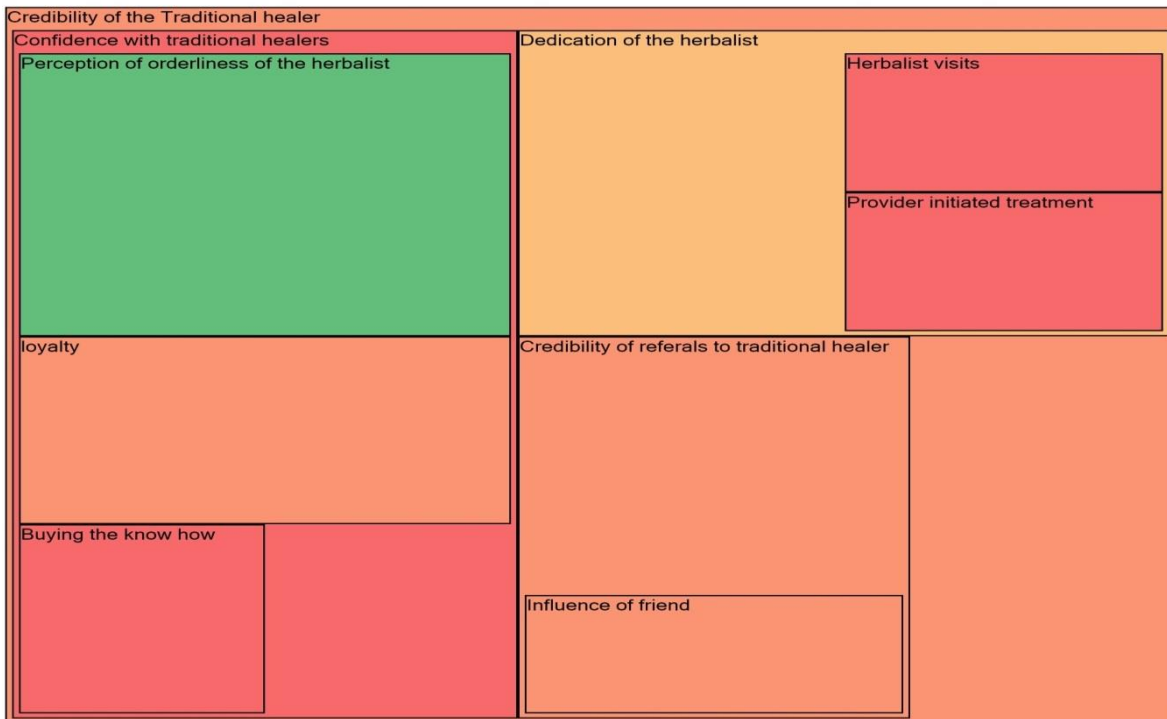 Credibility of the Traditional healer
Confidence with traditional healers
Perception of orderliness of the herbalist
loyalty
Buying the know how
Dedication of the herbalist
Herbalist visits
Provider initiated treatment
Credibility of referals to traditional healer
Influence of friend